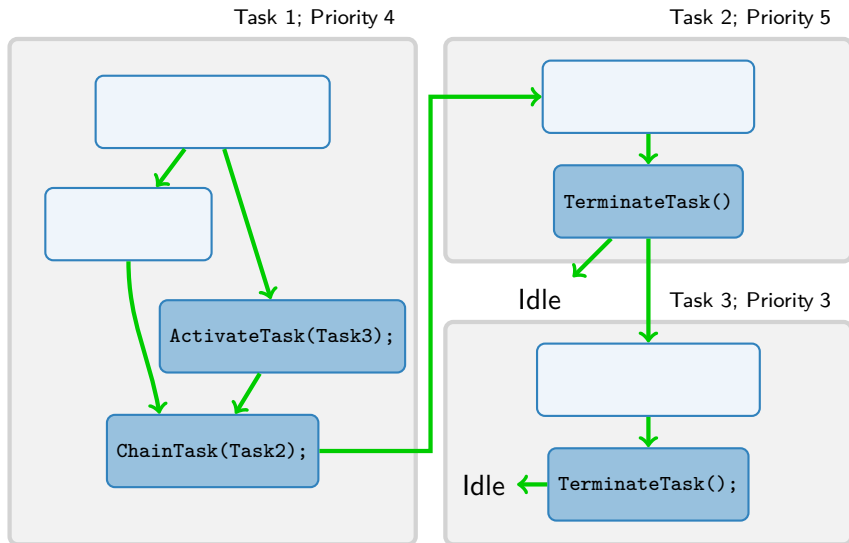 Task 1; Priority 4
ActivateTask(Task3);
ChainTask(Task2);
Task 2; Priority 5
TerminateTask()
Idle
Task 3; Priority 3
TerminateTask();
Idle